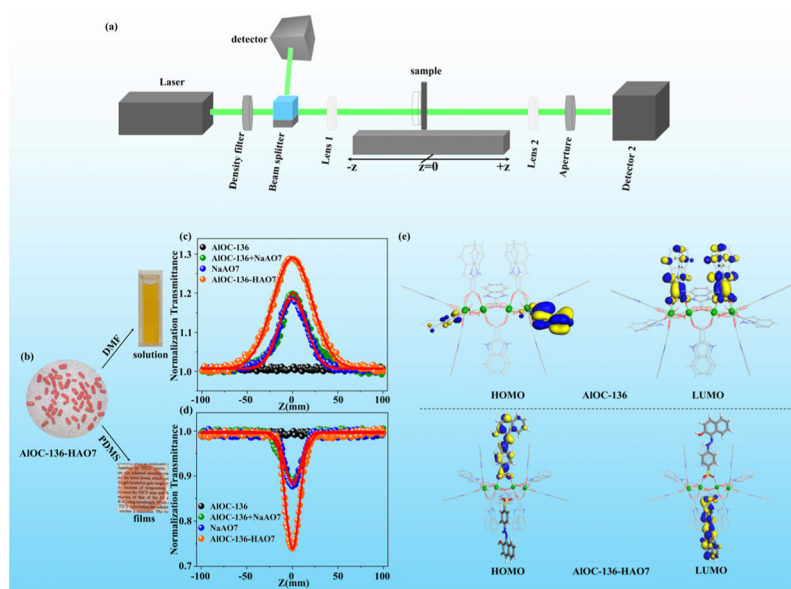 (a)
detector
Laser
sample
Density filter
Beam splitter
Lens 1
-z
z=0
+z
Lens 2
Aperture
Detector 2
(b)
AlOC-136-HAO7
DMF
solution
PDMS
films
(c)
AlOC-136
AlOC-136+NaAO7
NaAO7
AlOC-136-HAO7
Normalization Transmittance
1.3
1.2
1.1
1.0
-100 -50 0 50 100
Z(mm)
(d)
AlOC-136
AlOC-136+NaAO7
NaAO7
AlOC-136-HAO7
Normalization Transmittance
1.0
0.9
0.8
0.7
-100 -50 0 50 100
Z(mm)
(e)
HOMO AlOC-136 LUMO
HOMO AlOC-136-HAO7 LUMO